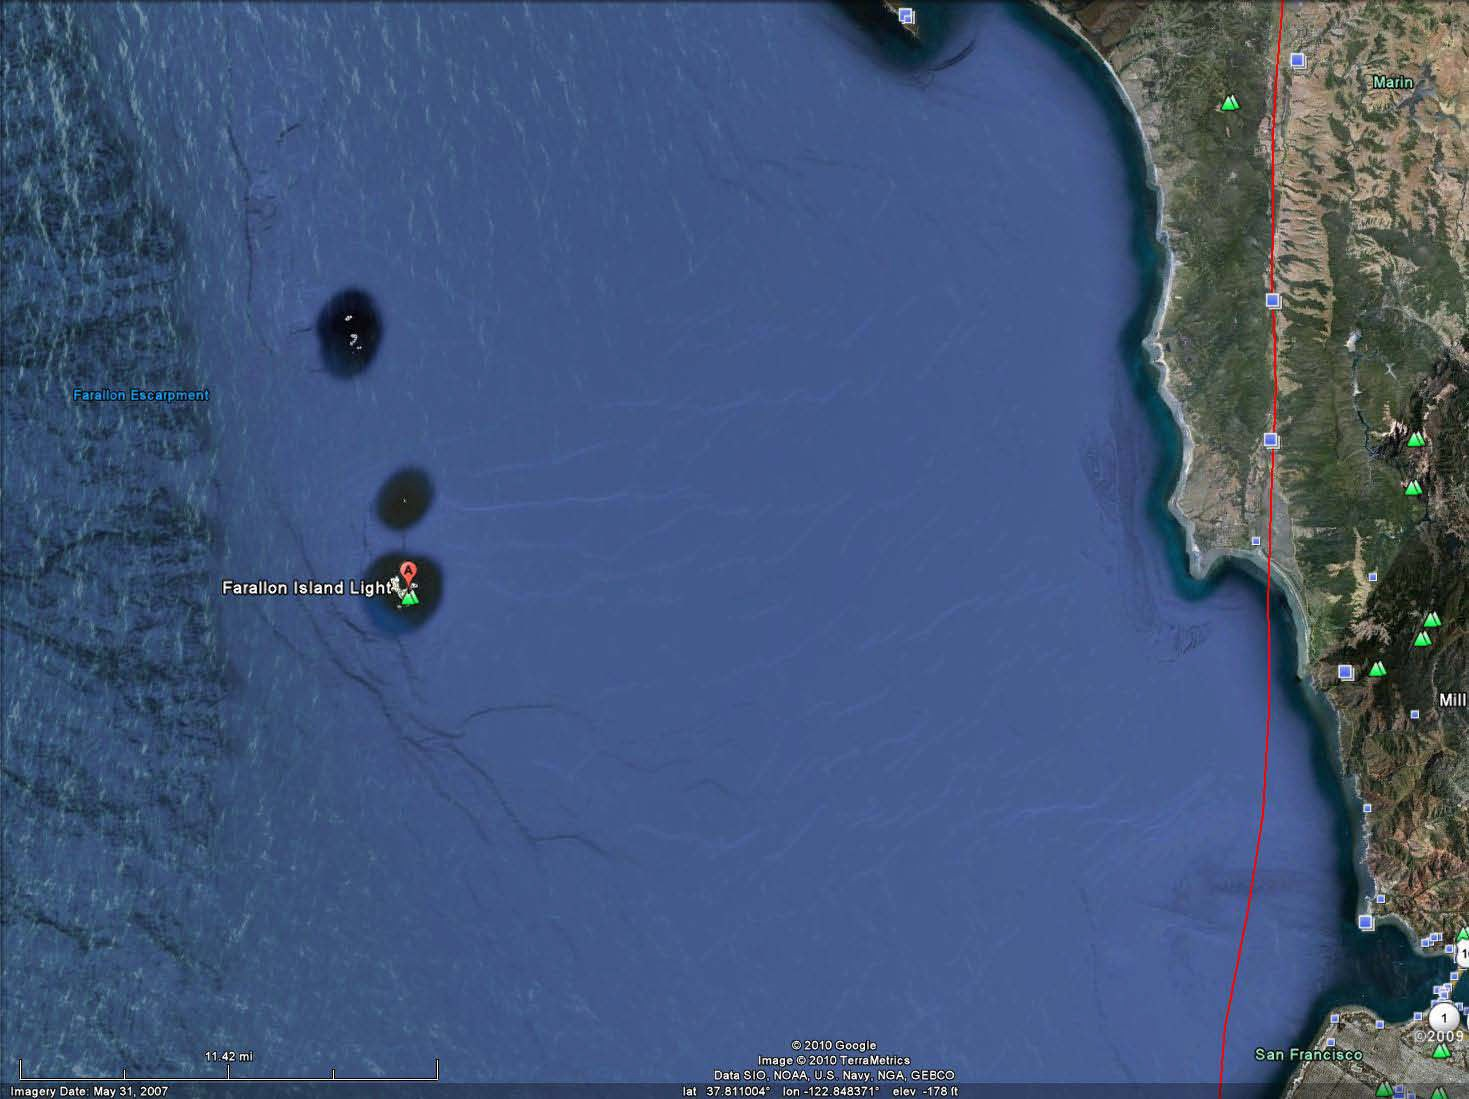 Marin
Farallon Escarpment
A
Farallon Island Light
Mill
1
©2009
San Francisco
11.42 mi
© 2010 Google
Image © 2010 TerraMetrics
Data SIO, NOAA, U.S. Navy, NGA, GEBCO
Imagery Date: May 31, 2007
lat 37.811004° lon -122.848371° elev -178 ft